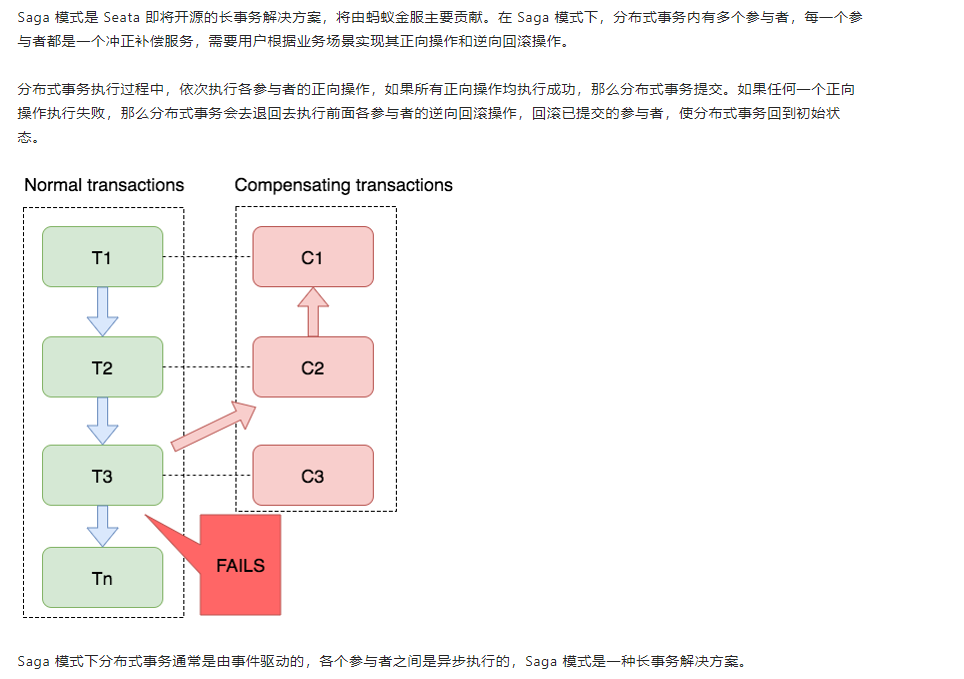 Saga 模式是 Seata 即将开源的长事务解决方案，将由蚂蚁金服主要贡献。在 Saga 模式下，分布式事务内有多个参与者，每一个参
与者都是一个冲正补偿服务，需要用户根据业务场景实现其正向操作和逆向回滚操作。
分布式事务执行过程中，依次执行各参与者的正向操作，如果所有正向操作均执行成功，那么分布式事务提交。如果任何一个正向
操作执行失败，那么分布式事务会去退回去执行前面各参与者的逆向回滚操作，回滚已提交的参与者，使分布式事务回到初始状
态。
Normal transactions
Compensating transactions
T1
C1
T2
C2
T3
C3
FAILS
Tn
Saga 模式下分布式事务通常是由事件驱动的，各个参与者之间是异步执行的，Saga 模式是一种长事务解决方案。